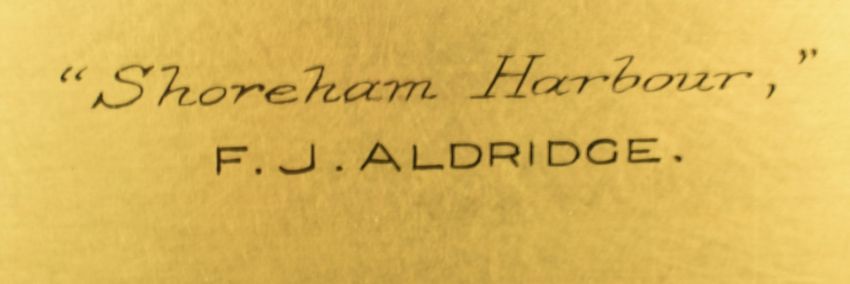 “Shoreham Harbour,”
F. J. ALDRIDGE.